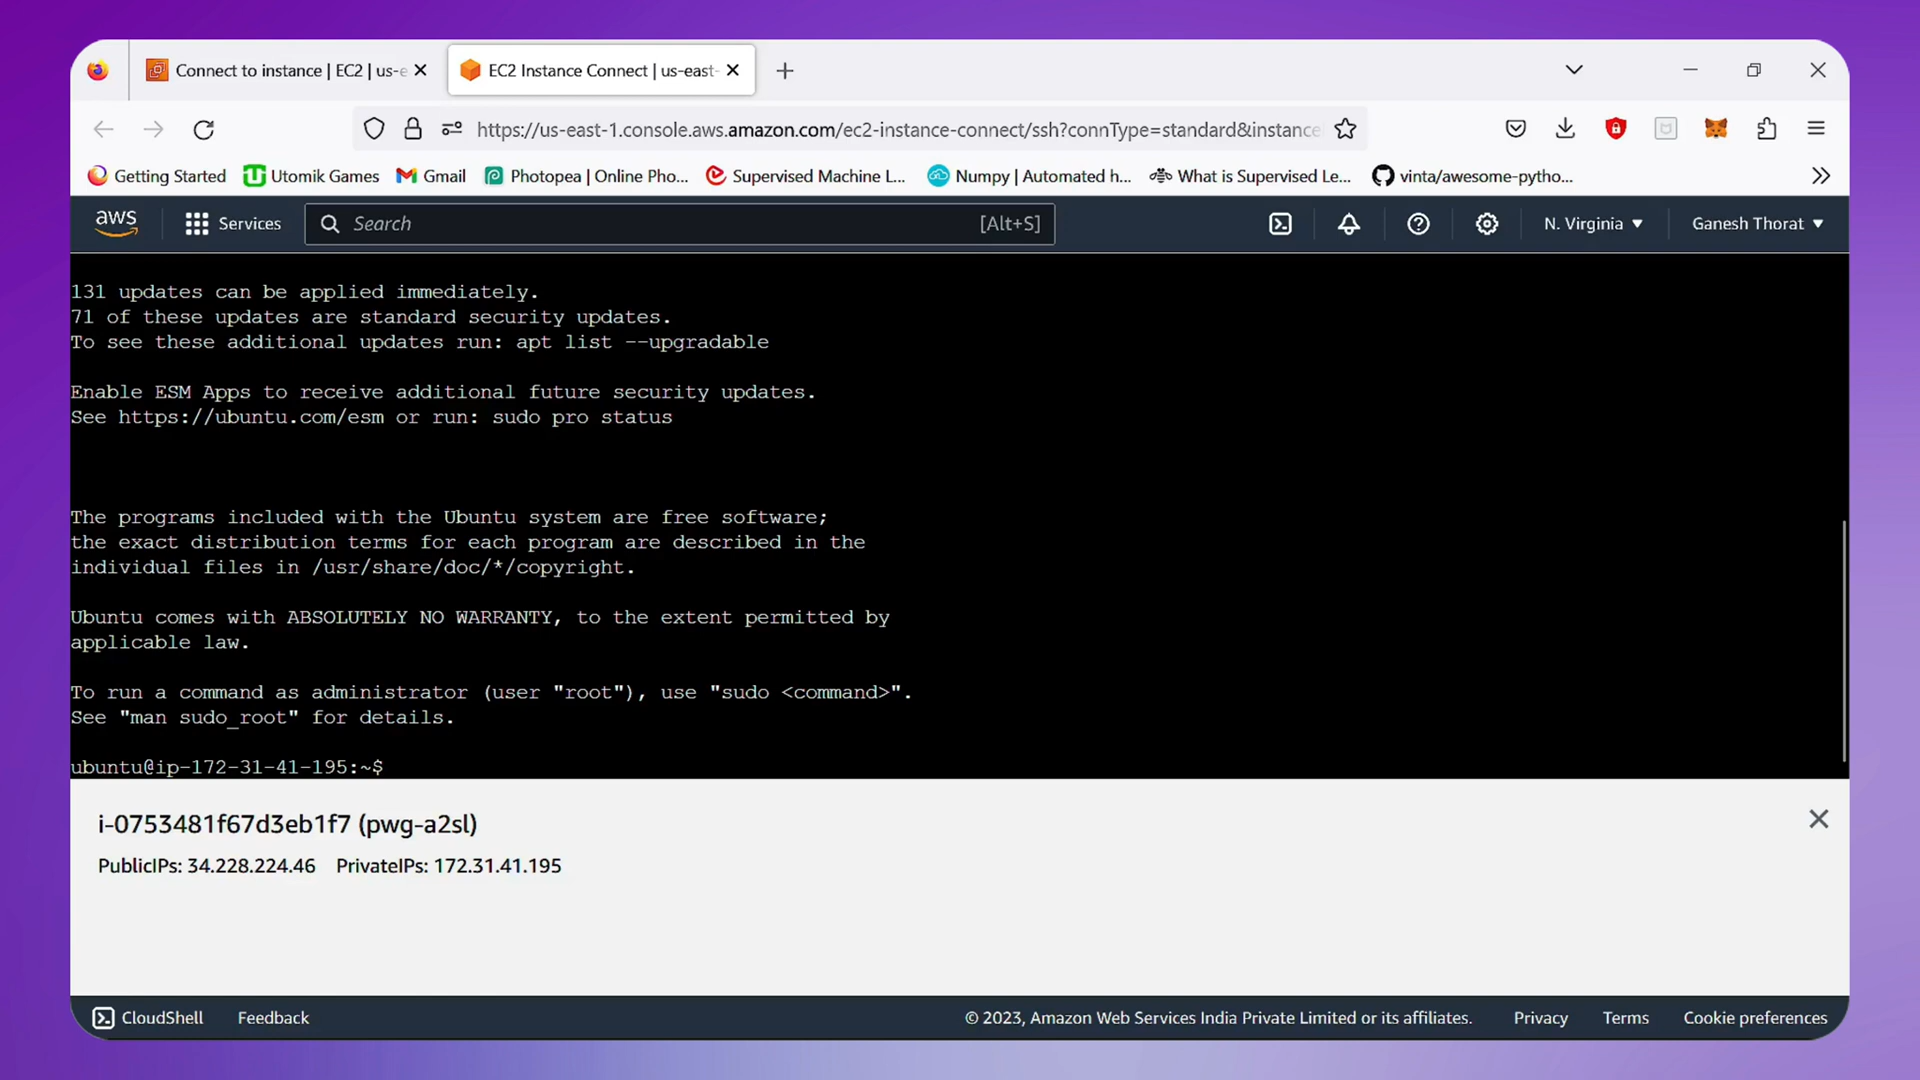 Connect to instance | EC2 | us-e
EC2 Instance Connect | us-east-
https://us-east-1.console.aws.amazon.com/ec2-instance-connect/ssh?connType=standard&instance
Getting Started
Utomik Games
Gmail
Photopea | Online Pho...
Supervised Machine L...
Numpy | Automated h...
What is Supervised Le...
vinta/awesome-pytho...
aws
Services
Search
[Alt+S]
N. Virginia
Ganesh Thorat
131 updates can be applied immediately.
71 of these updates are standard security updates.
To see these additional updates run: apt list --upgradable
Enable ESM Apps to receive additional future security updates.
See https://ubuntu.com/esm or run: sudo pro status
The programs included with the Ubuntu system are free software;
the exact distribution terms for each program are described in the
individual files in /usr/share/doc/*/copyright.
Ubuntu comes with ABSOLUTELY NO WARRANTY, to the extent permitted by
applicable law.
To run a command as administrator (user "root"), use "sudo <command>".
See "man sudo_root" for details.
ubuntu@ip-172-31-41-195:~$
i-0753481f67d3eb1f7 (pwg-a2sl)
PublicIPs: 34.228.224.46 PrivateIPs: 172.31.41.195
CloudShell
Feedback
© 2023, Amazon Web Services India Private Limited or its affiliates.
Privacy
Terms
Cookie preferences